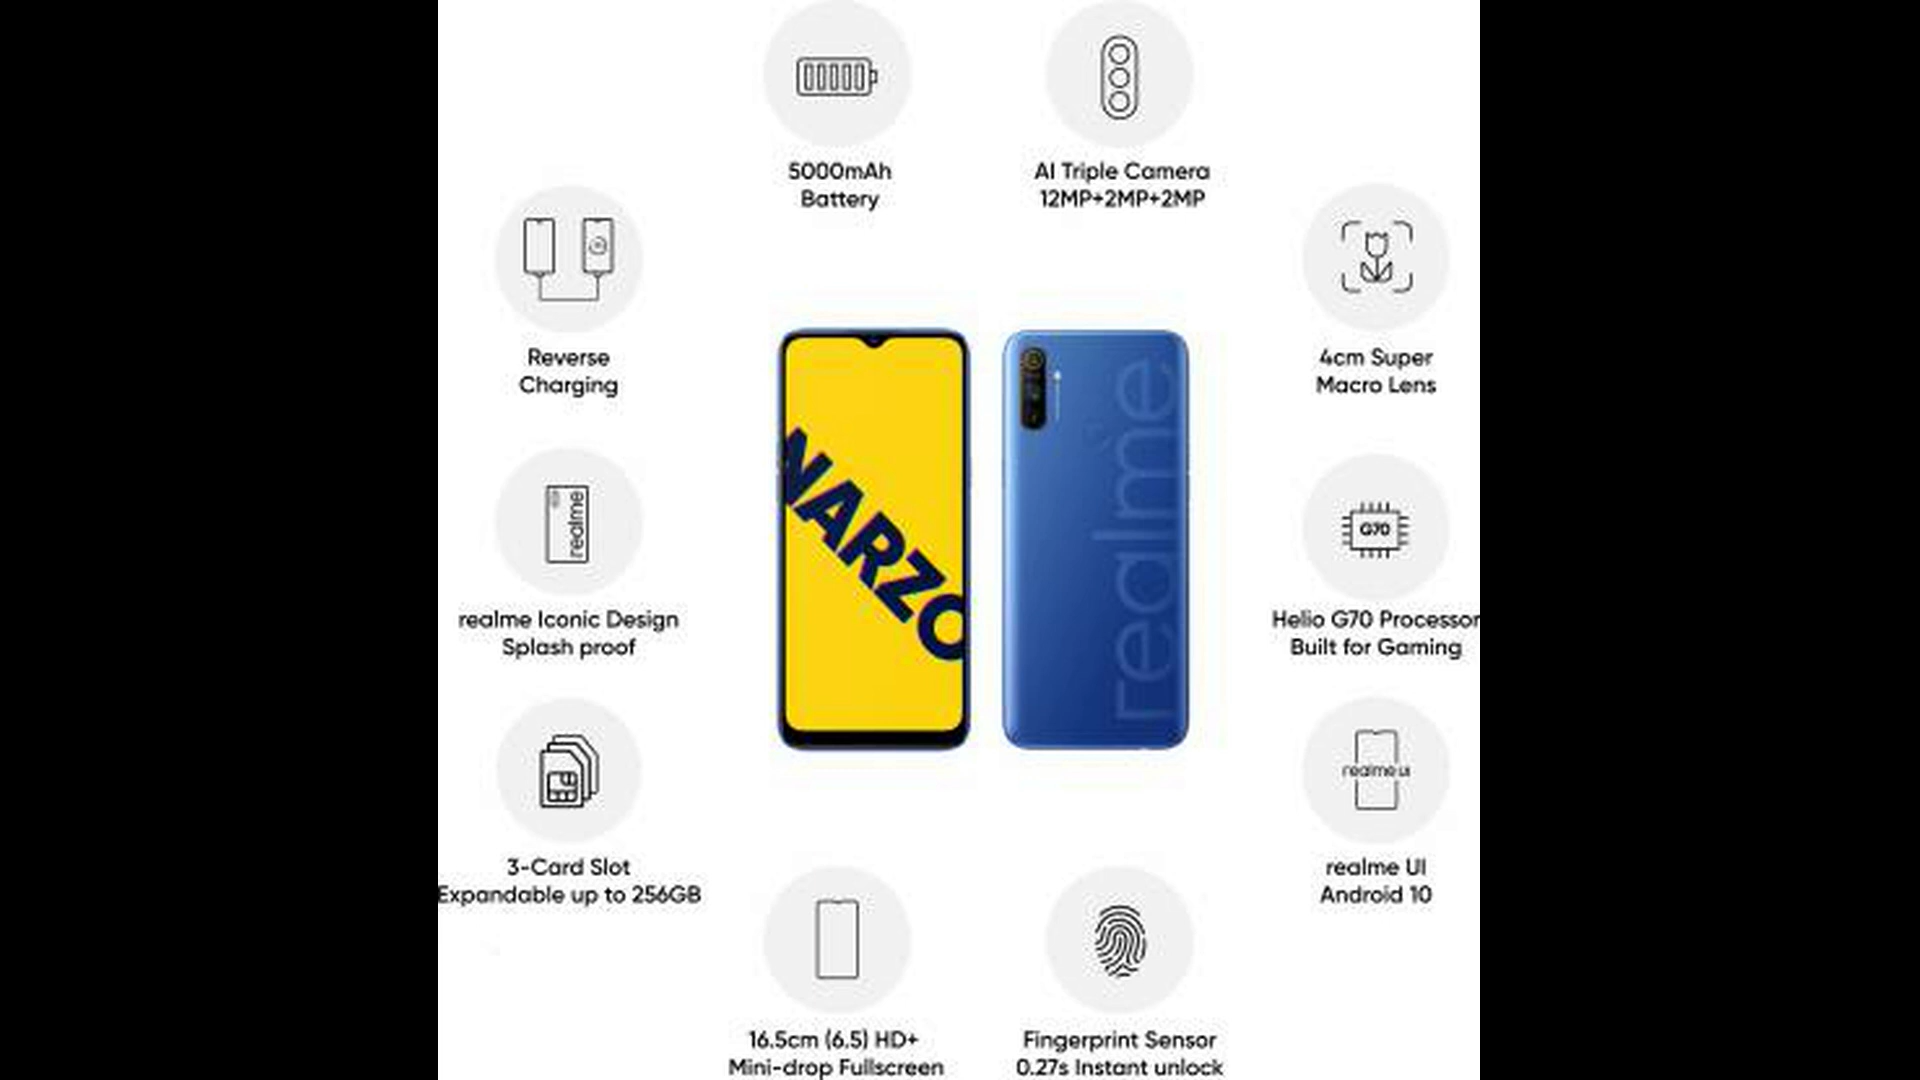 5000mAh
Battery
AI Triple Camera
12MP+2MP+2MP
Reverse
Charging
4cm Super
Macro Lens
NARZO
realme
realme
realme Iconic Design
Splash proof
G70
Helio G70 Processor
Built for Gaming
3-Card Slot
Expandable up to 256GB
realme UI
realme UI
Android 10
16.5cm (6.5) HD+
Mini-drop Fullscreen
Fingerprint Sensor
0.27s Instant unlock